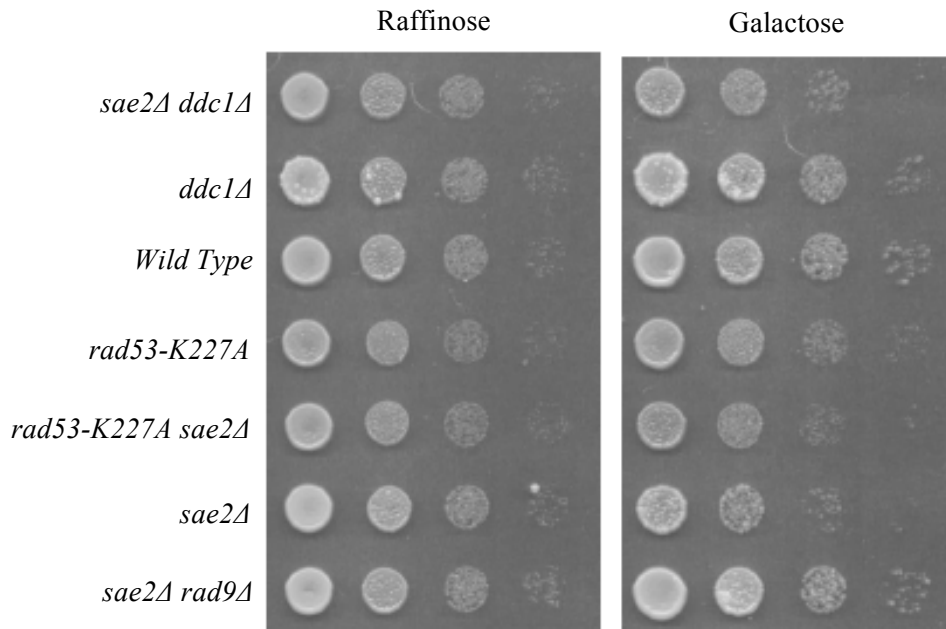 Raffinose Galactose
sae2Δ ddc1Δ
ddc1Δ
Wild Type
rad53-K227A
rad53-K227A sae2Δ
sae2Δ
sae2Δ rad9Δ